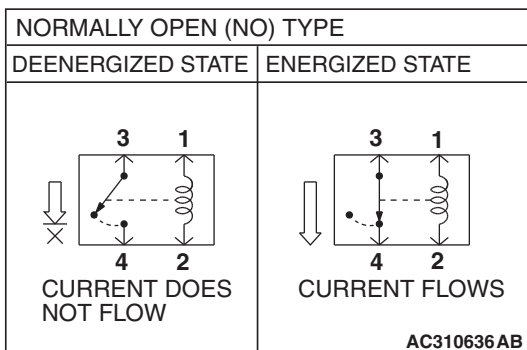 NORMALLY OPEN (NO) TYPE
DEENERGIZED STATE
ENERGIZED STATE
3 1
4 2
CURRENT DOES
NOT FLOW
3 1
4 2
CURRENT FLOWS
AC310636AB